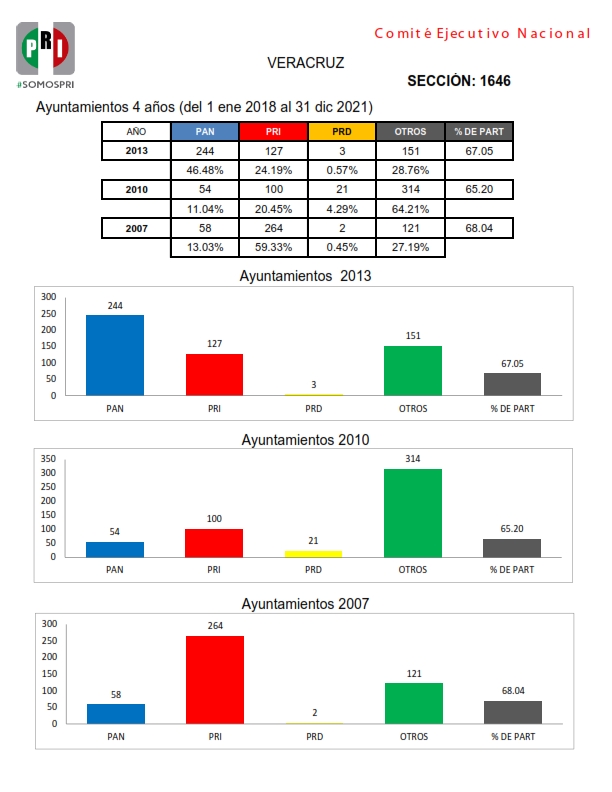 Comité Ejecutivo Nacional
PRI
#SOMOSPRI
VERACRUZ
SECCIÓN: 1646
Ayuntamientos 4 años (del 1 ene 2018 al 31 dic 2021)
AÑO PAN PRI PRD OTROS % DE PART
2013 244 127 3 151 67.05
46.48% 24.19% 0.57% 28.76%
2010 54 100 21 314 65.20
11.04% 20.45% 4.29% 64.21%
2007 58 264 2 121 68.04
13.03% 59.33% 0.45% 27.19%
Ayuntamientos 2013
300
250
200
150
100
50
0
244 127 3 151 67.05
PAN PRI PRD OTROS % DE PART
Ayuntamientos 2010
350
300
250
200
150
100
50
0
54 100 21 314 65.20
PAN PRI PRD OTROS % DE PART
Ayuntamientos 2007
300
250
200
150
100
50
0
58 264 2 121 68.04
PAN PRI PRD OTROS % DE PART